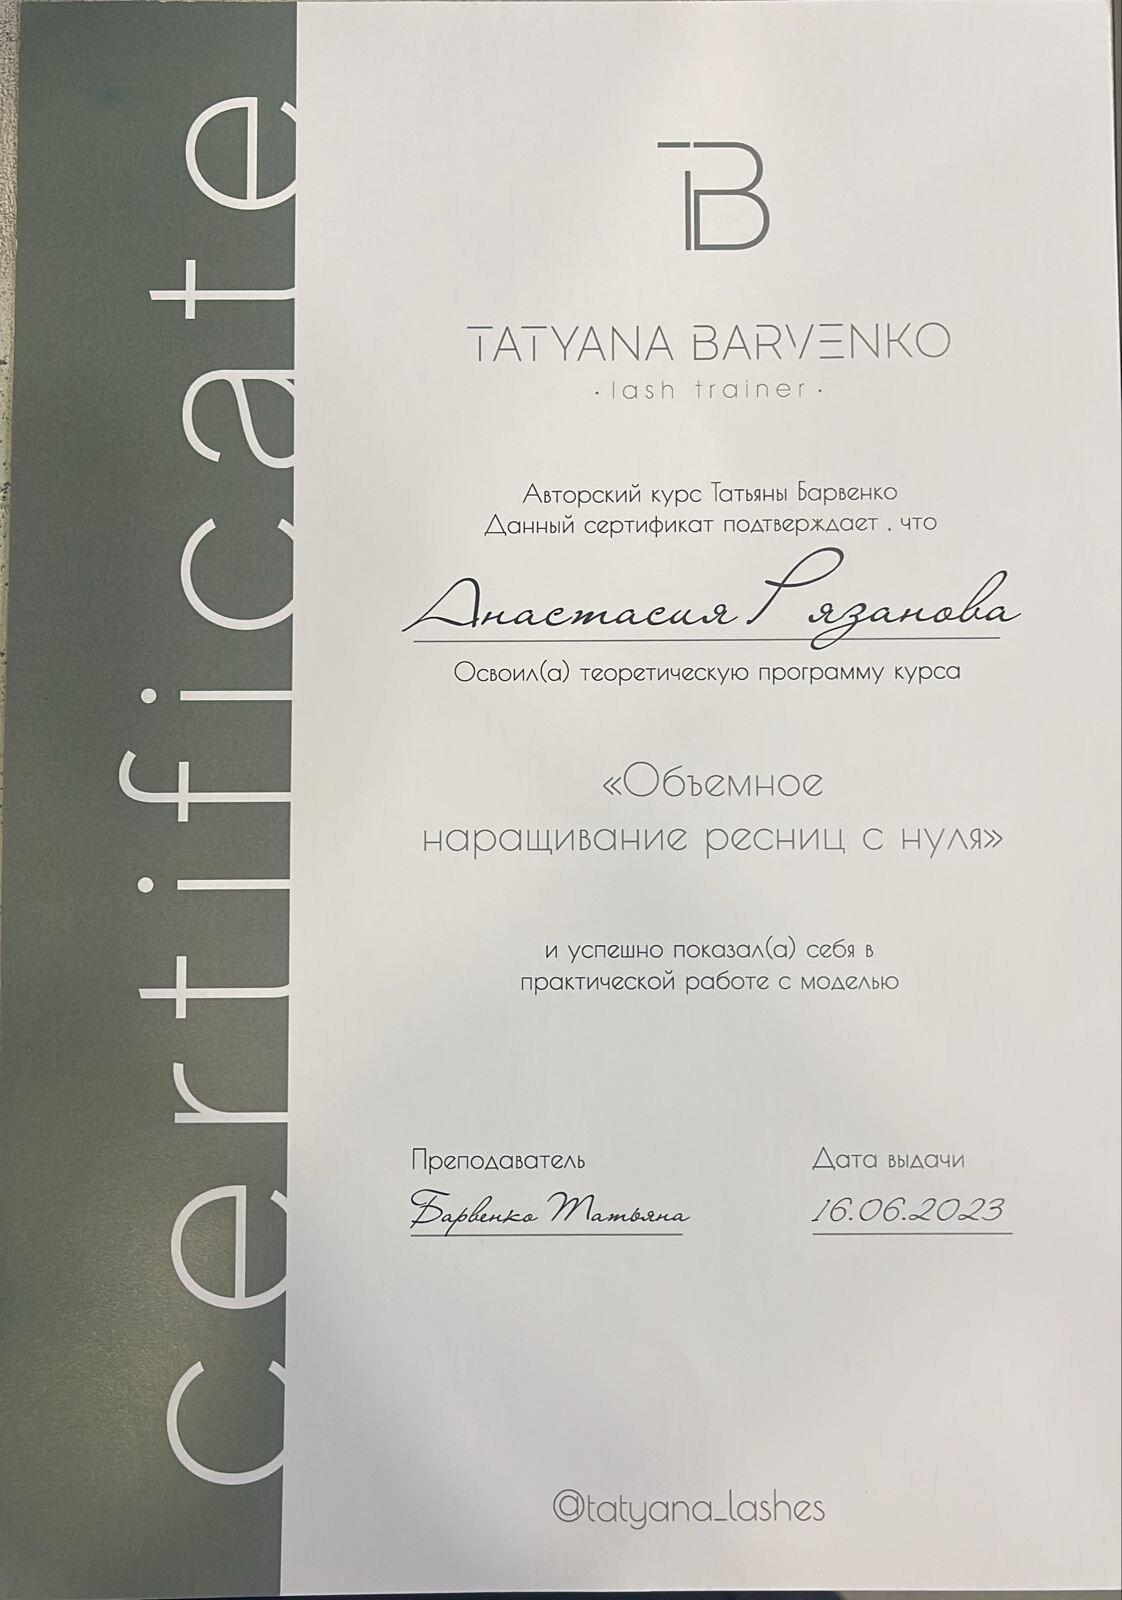 certificate
TB
TATYANA BARVENKO
· lash trainer ·
Авторский курс Татьяны Барвенко
Данный сертификат подтверждает , что
Анастасия Рязанова
Освоил(а) теоретическую программу курса
«Объемное
наращивание ресниц с нуля»
и успешно показал(а) себя в
практической работе с моделью
Преподаватель
Барвенко Татьяна
Дата выдачи
16.06.2023
@tatyana_lashes